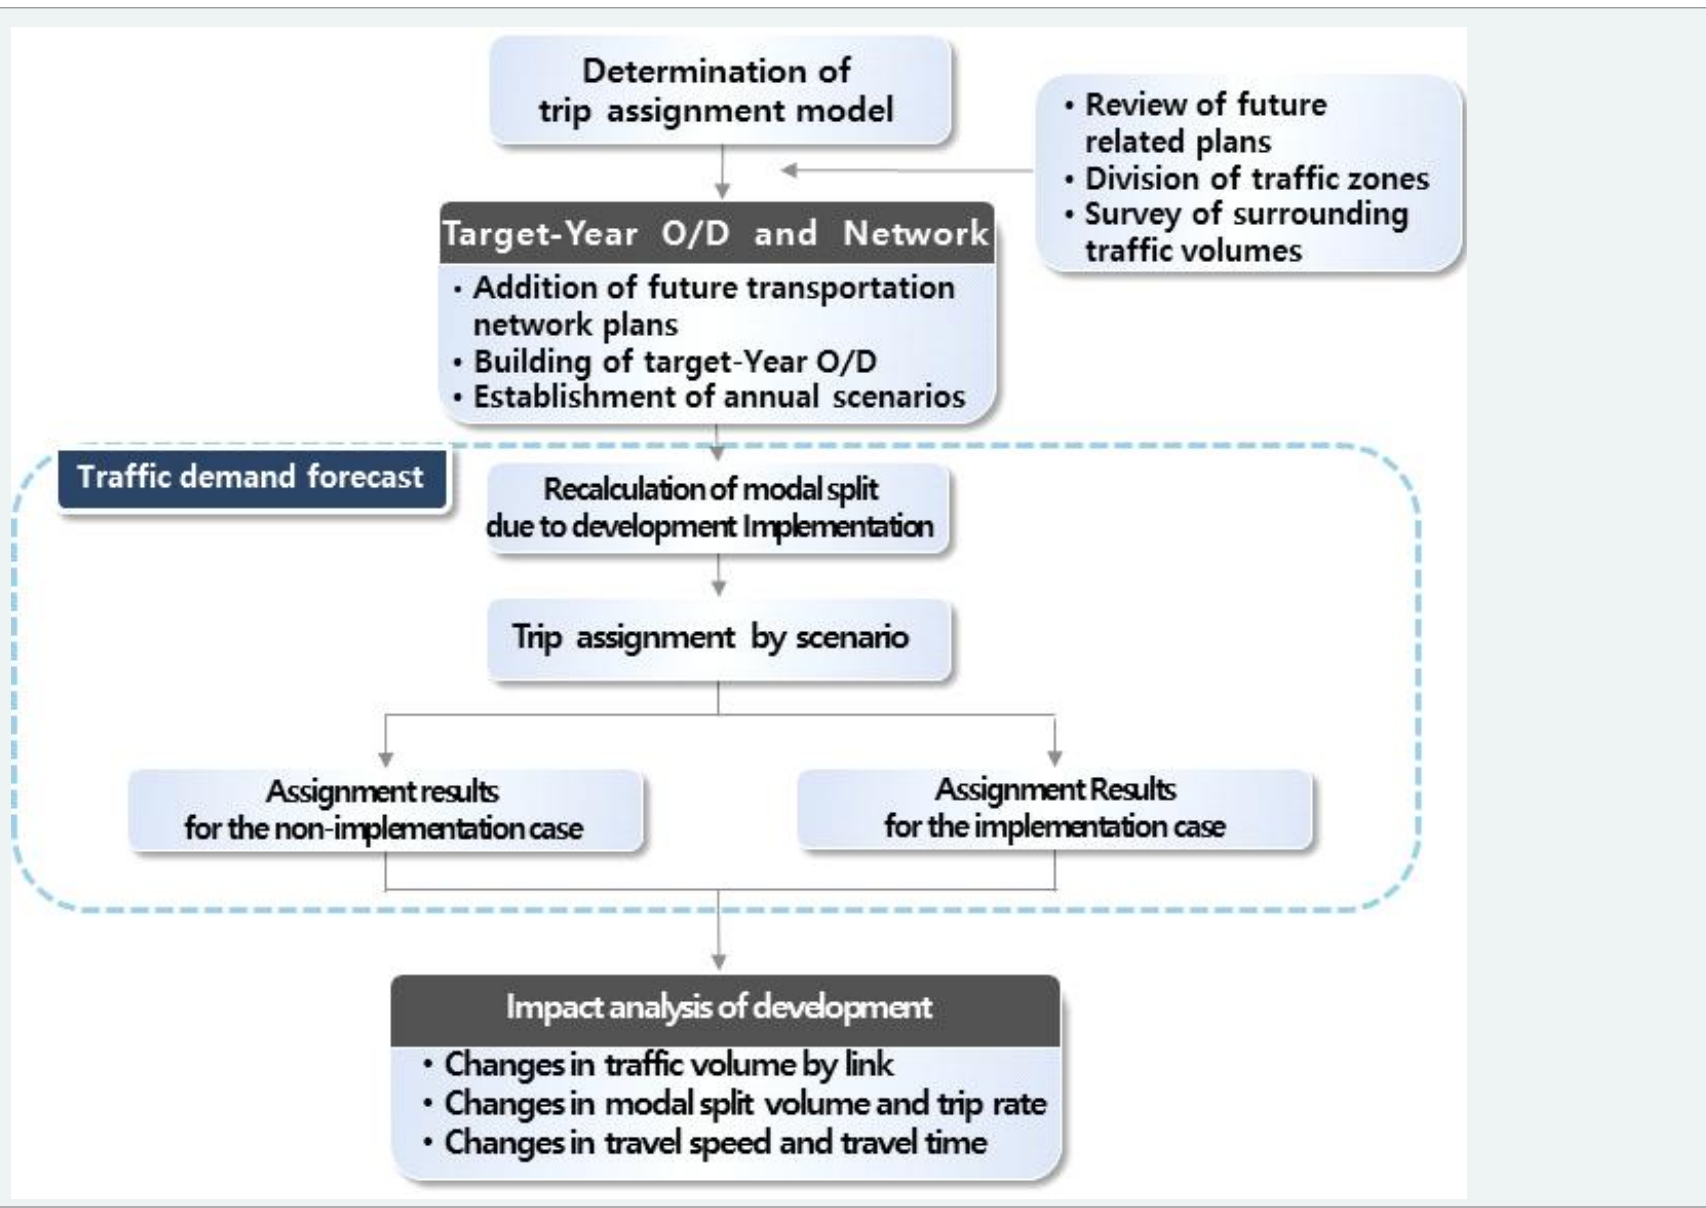 Determination of
trip assignment model
• Review of future
related plans
• Division of traffic zones
• Survey of surrounding
traffic volumes
Target-Year O/D and Network
• Addition of future transportation
network plans
• Building of target-Year O/D
• Establishment of annual scenarios
Traffic demand forecast
Recalculation of modal split
due to development Implementation
Trip assignment by scenario
Assignment results
for the non-implementation case
Assignment Results
for the implementation case
Impact analysis of development
• Changes in traffic volume by link
• Changes in modal split volume and trip rate
• Changes in travel speed and travel time